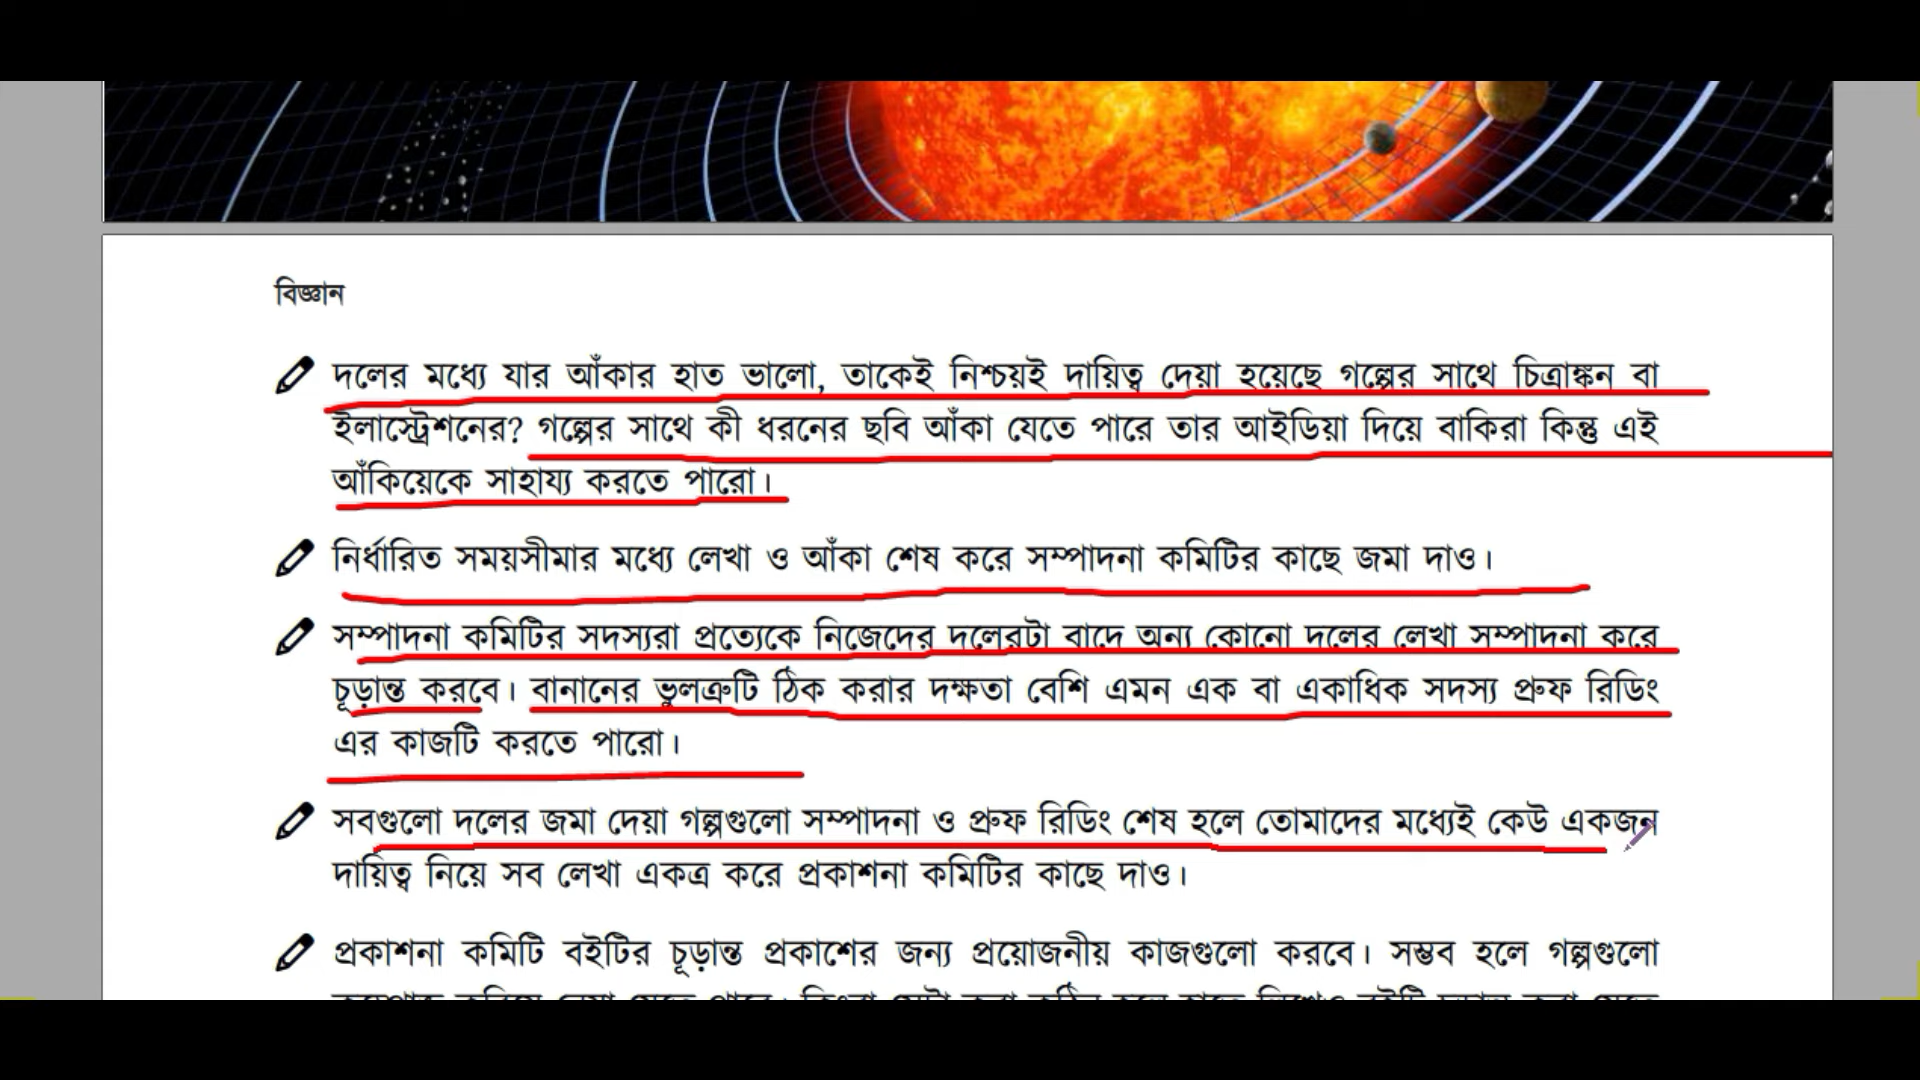 বিজ্ঞান
দলের মধ্যে যার আঁকার হাত ভালো, তাকেই নিশ্চয়ই দায়িত্ব দেয়া হয়েছে গল্পের সাথে চিত্রাঙ্কন বা
ইলাস্ট্রেশনের? গল্পের সাথে কী ধরনের ছবি আঁকা যেতে পারে তার আইডিয়া দিয়ে বাকিরা কিন্তু এই
আঁকিয়েকে সাহায্য করতে পারো।
নির্ধারিত সময়সীমার মধ্যে লেখা ও আঁকা শেষ করে সম্পাদনা কমিটির কাছে জমা দাও।
সম্পাদনা কমিটির সদস্যরা প্রত্যেকে নিজেদের দলেরটা বাদে অন্য কোনো দলের লেখা সম্পাদনা করে
চূড়ান্ত করবে। বানানের ভুলত্রুটি ঠিক করার দক্ষতা বেশি এমন এক বা একাধিক সদস্য প্রুফ রিডিং
এর কাজটি করতে পারো।
সবগুলো দলের জমা দেয়া গল্পগুলো সম্পাদনা ও প্রুফ রিডিং শেষ হলে তোমাদের মধ্যেই কেউ একজন
দায়িত্ব নিয়ে সব লেখা একত্র করে প্রকাশনা কমিটির কাছে দাও।
প্রকাশনা কমিটি বইটির চূড়ান্ত প্রকাশের জন্য প্রয়োজনীয় কাজগুলো করবে। সম্ভব হলে গল্পগুলো